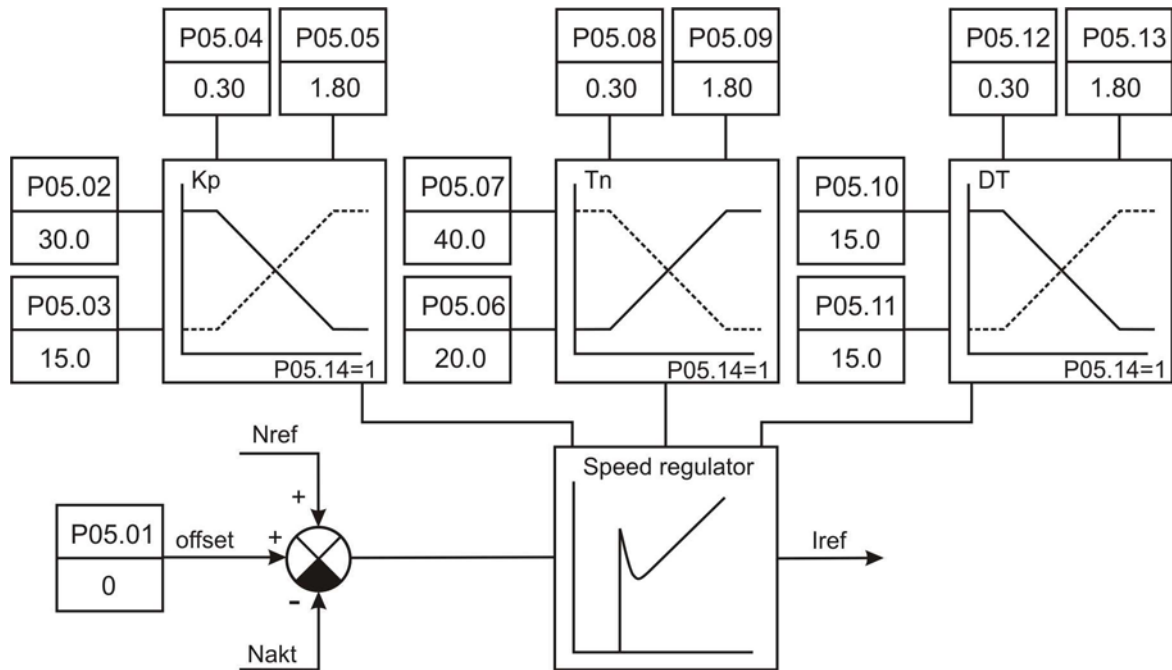 P05.04
P05.05
P05.08
P05.09
P05.12
P05.13
0.30
1.80
0.30
1.80
0.30
1.80
P05.02
30.0
Kp
P05.07
40.0
Tn
P05.10
15.0
DT
P05.03
15.0
P05.14=1
P05.06
20.0
P05.14=1
P05.11
15.0
P05.14=1
Nref
Speed regulator
+
P05.01
0
offset
+
Iref
-
Nakt